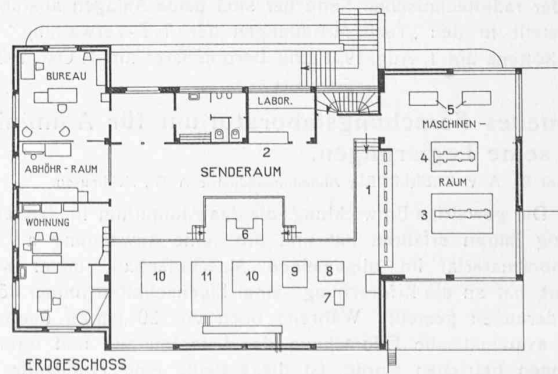 BUREAU
ABHÖHR-RAUM
WOHNUNG
LABOR.
2
SENDERAUM
6
1
10
11
10
9
8
7
5
MASCHINEN
4
RAUM
3
ERDGESCHOSS